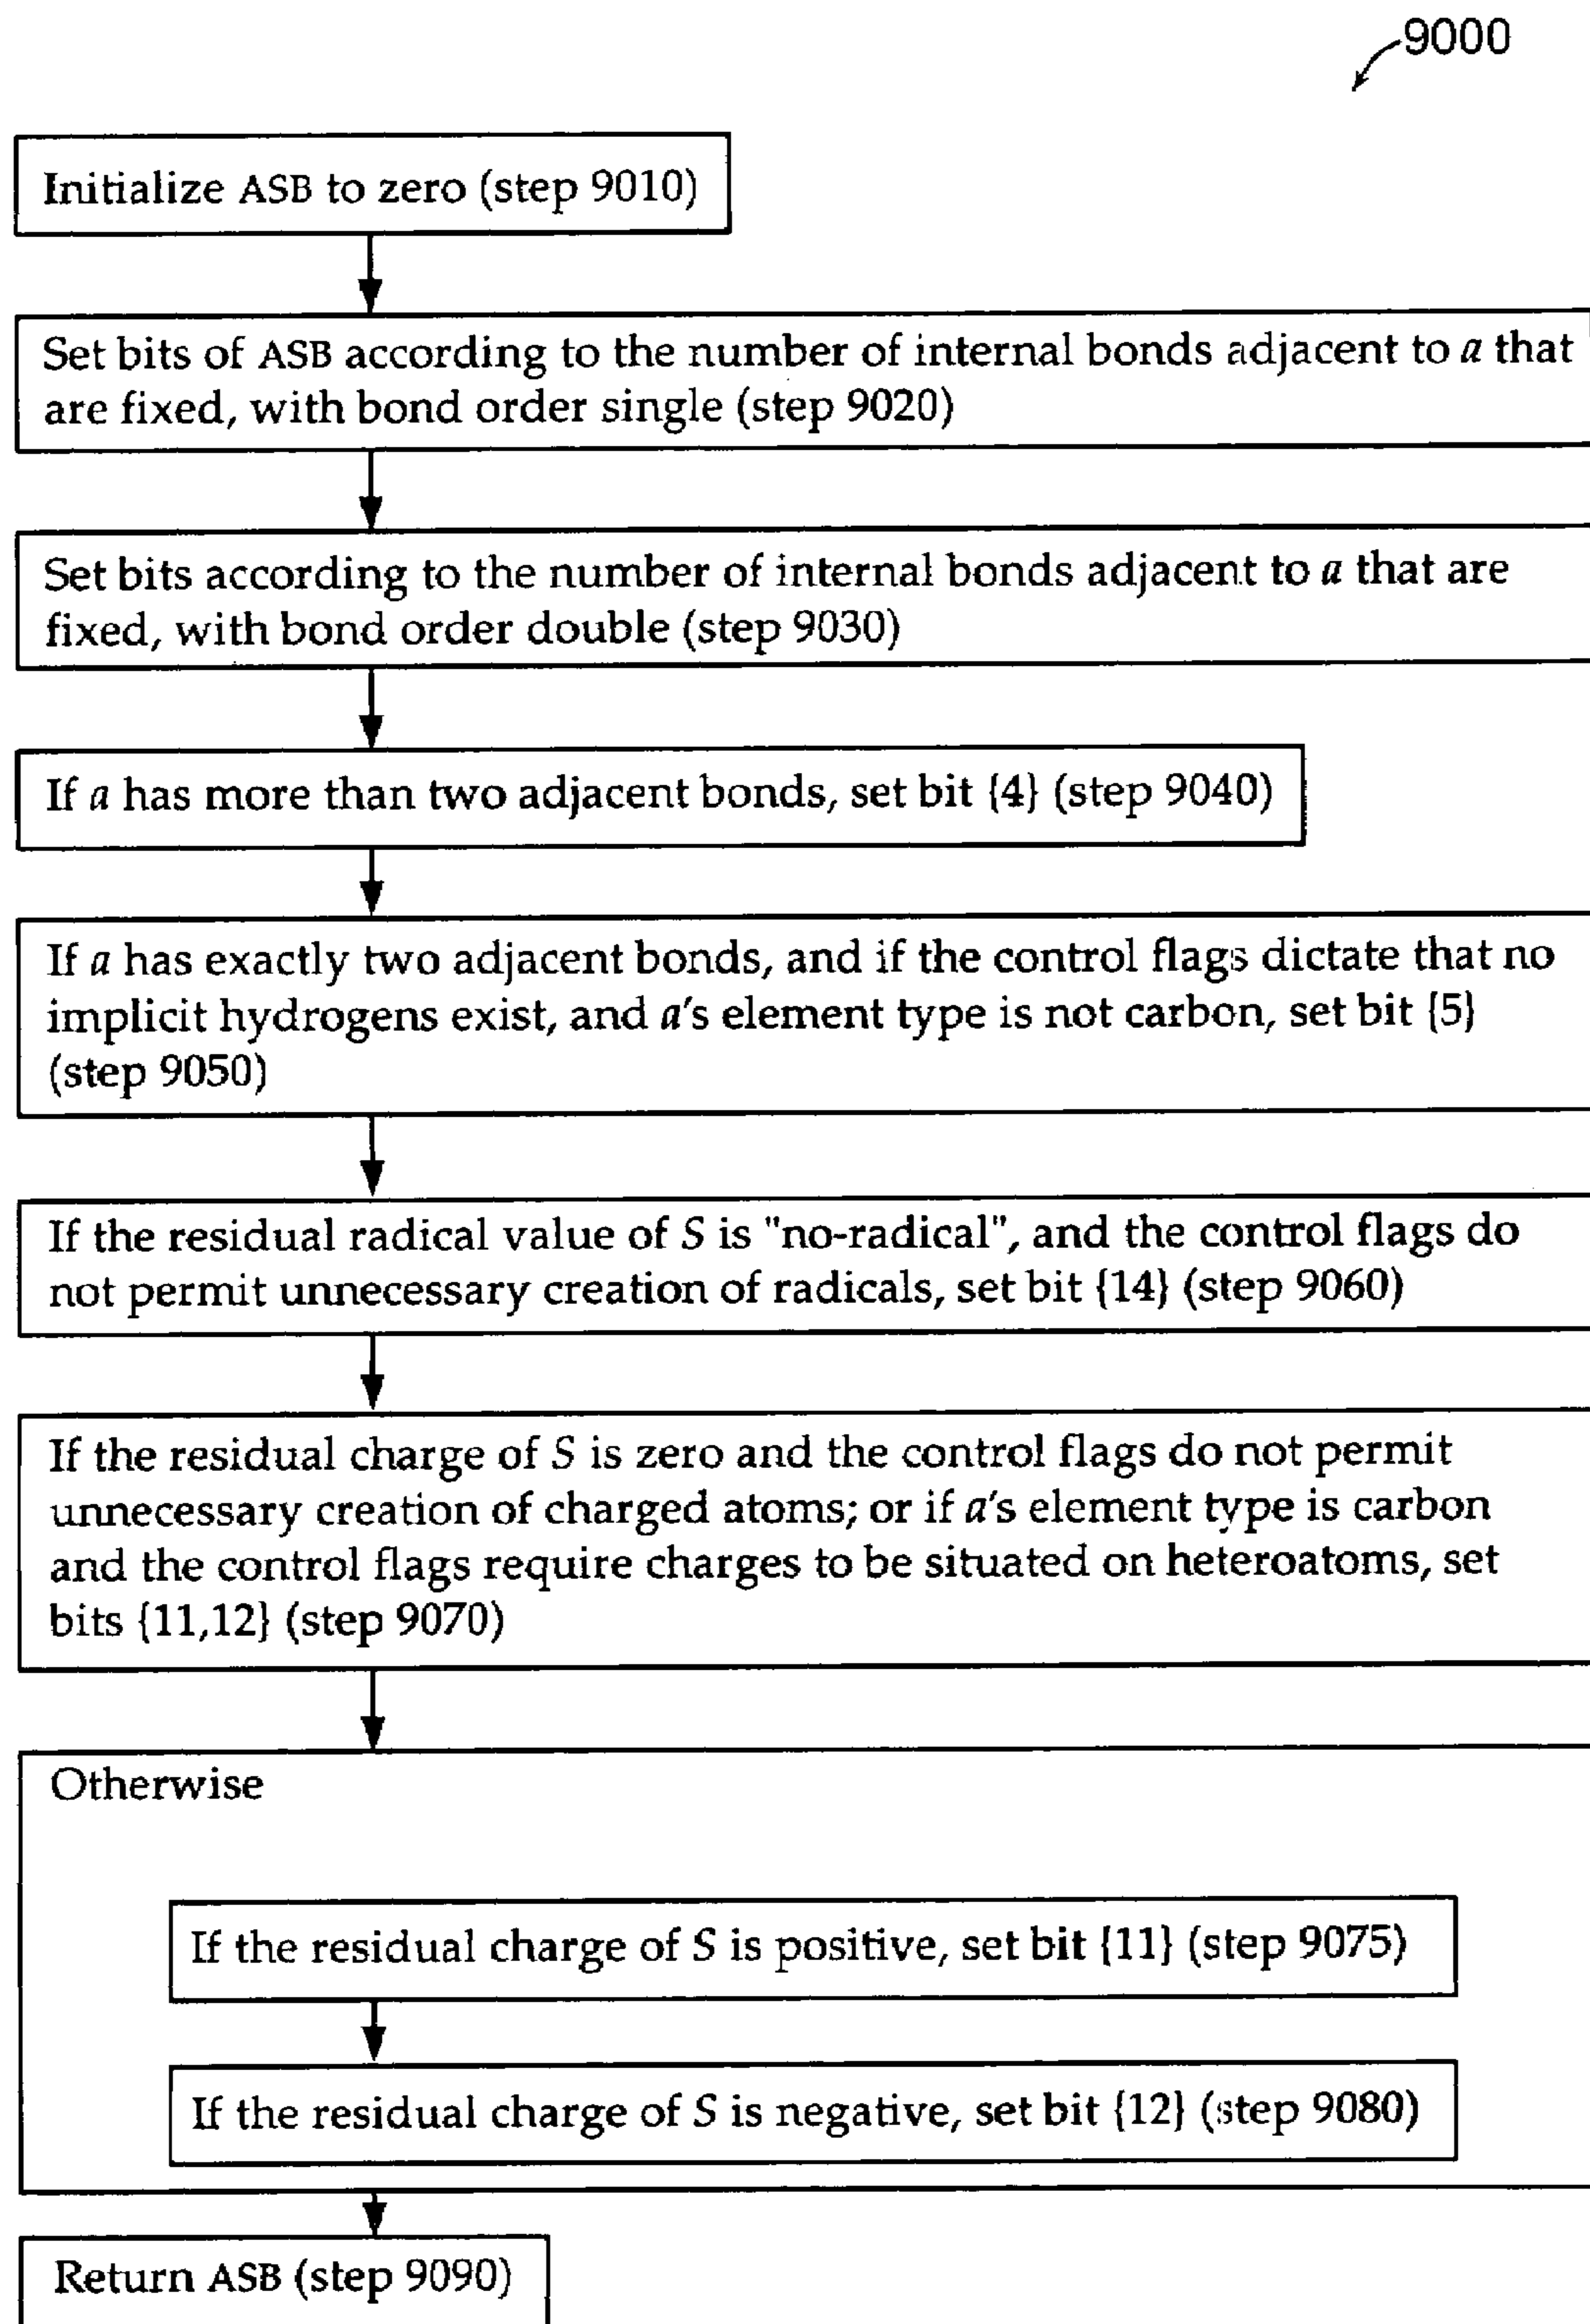 9000
Initialize ASB to zero (step 9010)
Set bits of ASB according to the number of internal bonds adjacent to a that
are fixed, with bond order single (step 9020)
Set bits according to the number of internal bonds adjacent to a that are
fixed, with bond order double (step 9030)
If a has more than two adjacent bonds, set bit {4} (step 9040)
If a has exactly two adjacent bonds, and if the control flags dictate that no
implicit hydrogens exist, and a's element type is not carbon, set bit {5}
(step 9050)
If the residual radical value of S is "no-radical", and the control flags do
not permit unnecessary creation of radicals, set bit {14} (step 9060)
If the residual charge of S is zero and the control flags do not permit
unnecessary creation of charged atoms; or if a's element type is carbon
and the control flags require charges to be situated on heteroatoms, set
bits {11,12} (step 9070)
Otherwise
If the residual charge of S is positive, set bit {11} (step 9075)
If the residual charge of S is negative, set bit {12} (step 9080)
Return ASB (step 9090)